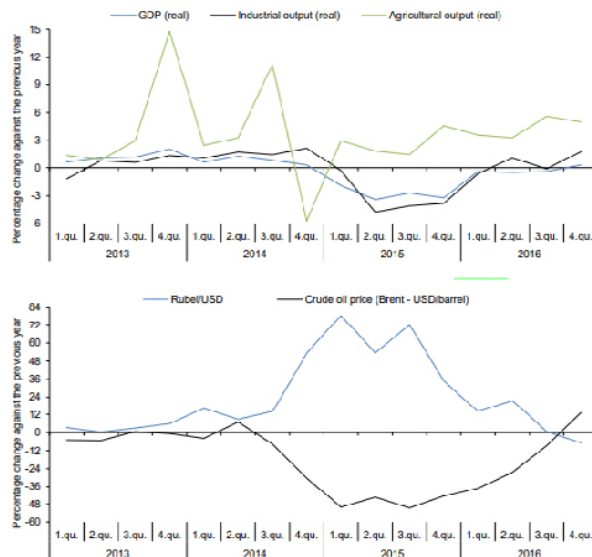 GDP (real) Industrial output (real) Agricultural output (real)
Percentage change against the previous year
15
12
9
6
3
0
-3
6
1.qu. 2.qu. 3.qu. 4.qu. 1.qu. 2.qu. 3.qu. 4.qu. 1.qu. 2.qu. 3.qu. 4.qu. 1.qu. 2.qu. 3.qu. 4.qu.
2013 2014 2015 2016
Rubel/USD Crude oil price (Brent - USD/barrel)
Percentage change against the previous year
84
72
60
48
36
24
12
0
-12
-24
-36
-48
-60
1.qu. 2.qu. 3.qu. 4.qu. 1.qu. 2.qu. 3.qu. 4.qu. 1.qu. 2.qu. 3.qu. 4.qu. 1.qu. 2.qu. 3.qu. 4.qu.
2013 2014 2015 2016